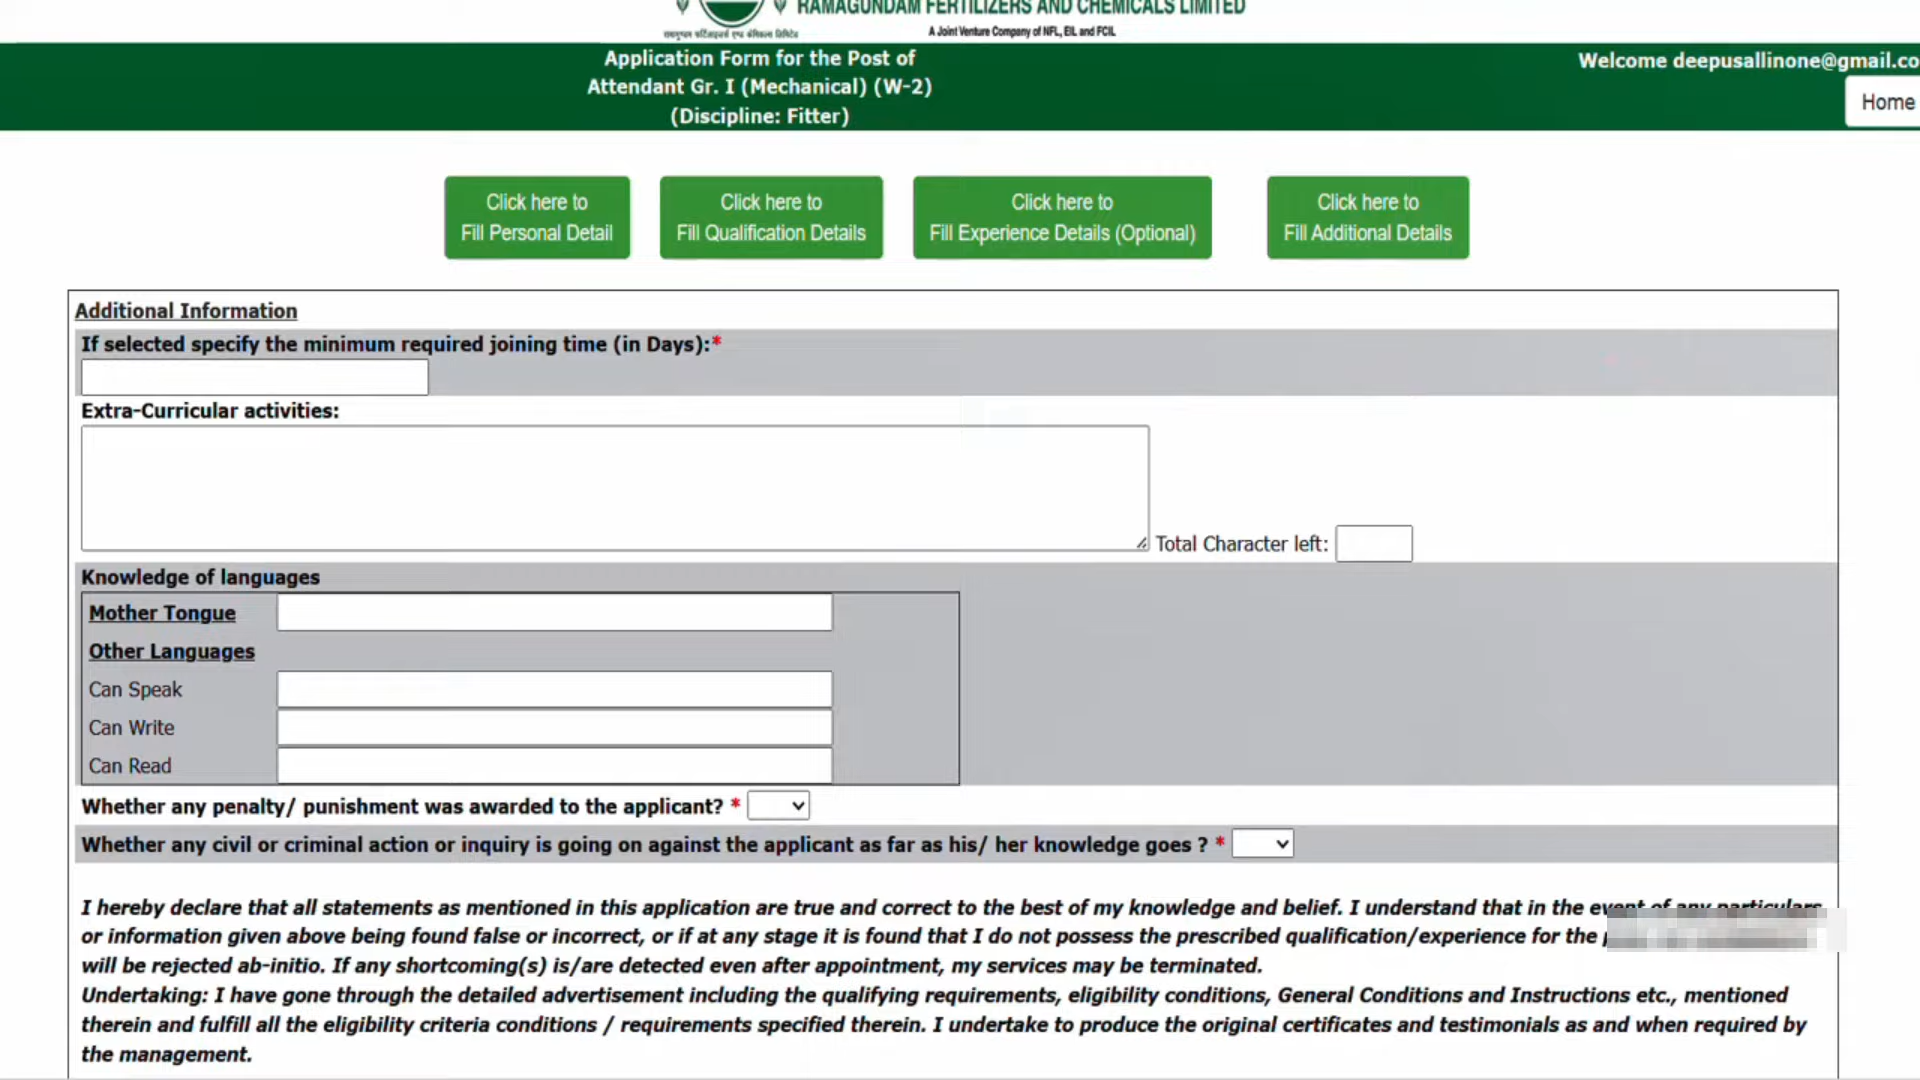 RAMAGUNDAM FERTILIZERS AND CHEMICALS LIMITED
A Joint Venture Company of NFL, EIL and FCIL
Application Form for the Post of
Attendant Gr. I (Mechanical) (W-2)
(Discipline: Fitter)
Welcome deepusallinone@gmail.co
Home
Click here to
Fill Personal Detail
Click here to
Fill Qualification Details
Click here to
Fill Experience Details (Optional)
Click here to
Fill Additional Details
Additional Information
If selected specify the minimum required joining time (in Days):*
Extra-Curricular activities:
Total Character left:
Knowledge of languages
Mother Tongue
Other Languages
Can Speak
Can Write
Can Read
Whether any penalty/ punishment was awarded to the applicant? *
Whether any civil or criminal action or inquiry is going on against the applicant as far as his/ her knowledge goes ? *
I hereby declare that all statements as mentioned in this application are true and correct to the best of my knowledge and belief. I understand that in the event of any particulars
or information given above being found false or incorrect, or if at any stage it is found that I do not possess the prescribed qualification/experience for the
will be rejected ab-initio. If any shortcoming(s) is/are detected even after appointment, my services may be terminated.
Undertaking: I have gone through the detailed advertisement including the qualifying requirements, eligibility conditions, General Conditions and Instructions etc., mentioned
therein and fulfill all the eligibility criteria conditions / requirements specified therein. I undertake to produce the original certificates and testimonials as and when required by
the management.